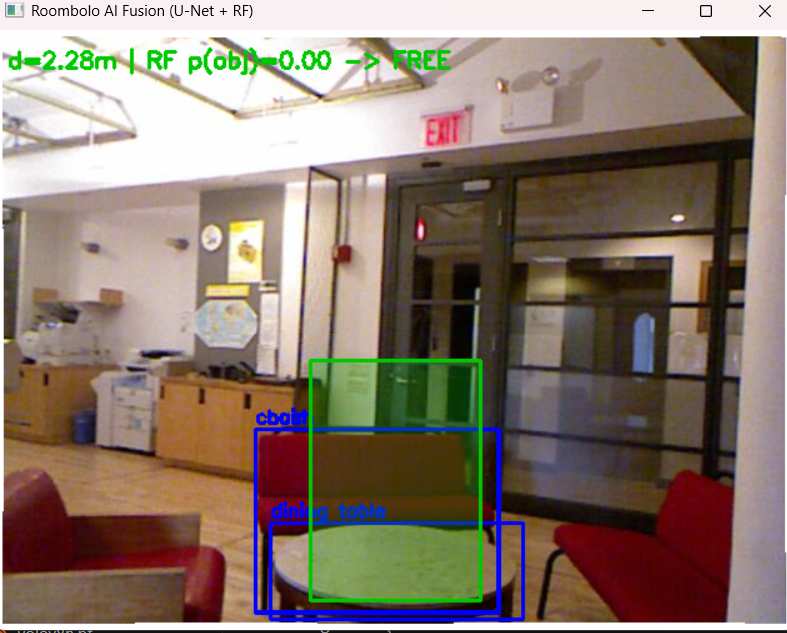 Roombolo AI Fusion (U-Net + RF)
d=2.28m | RF p(obj)=0.00 -> FREE
EXIT
dining table